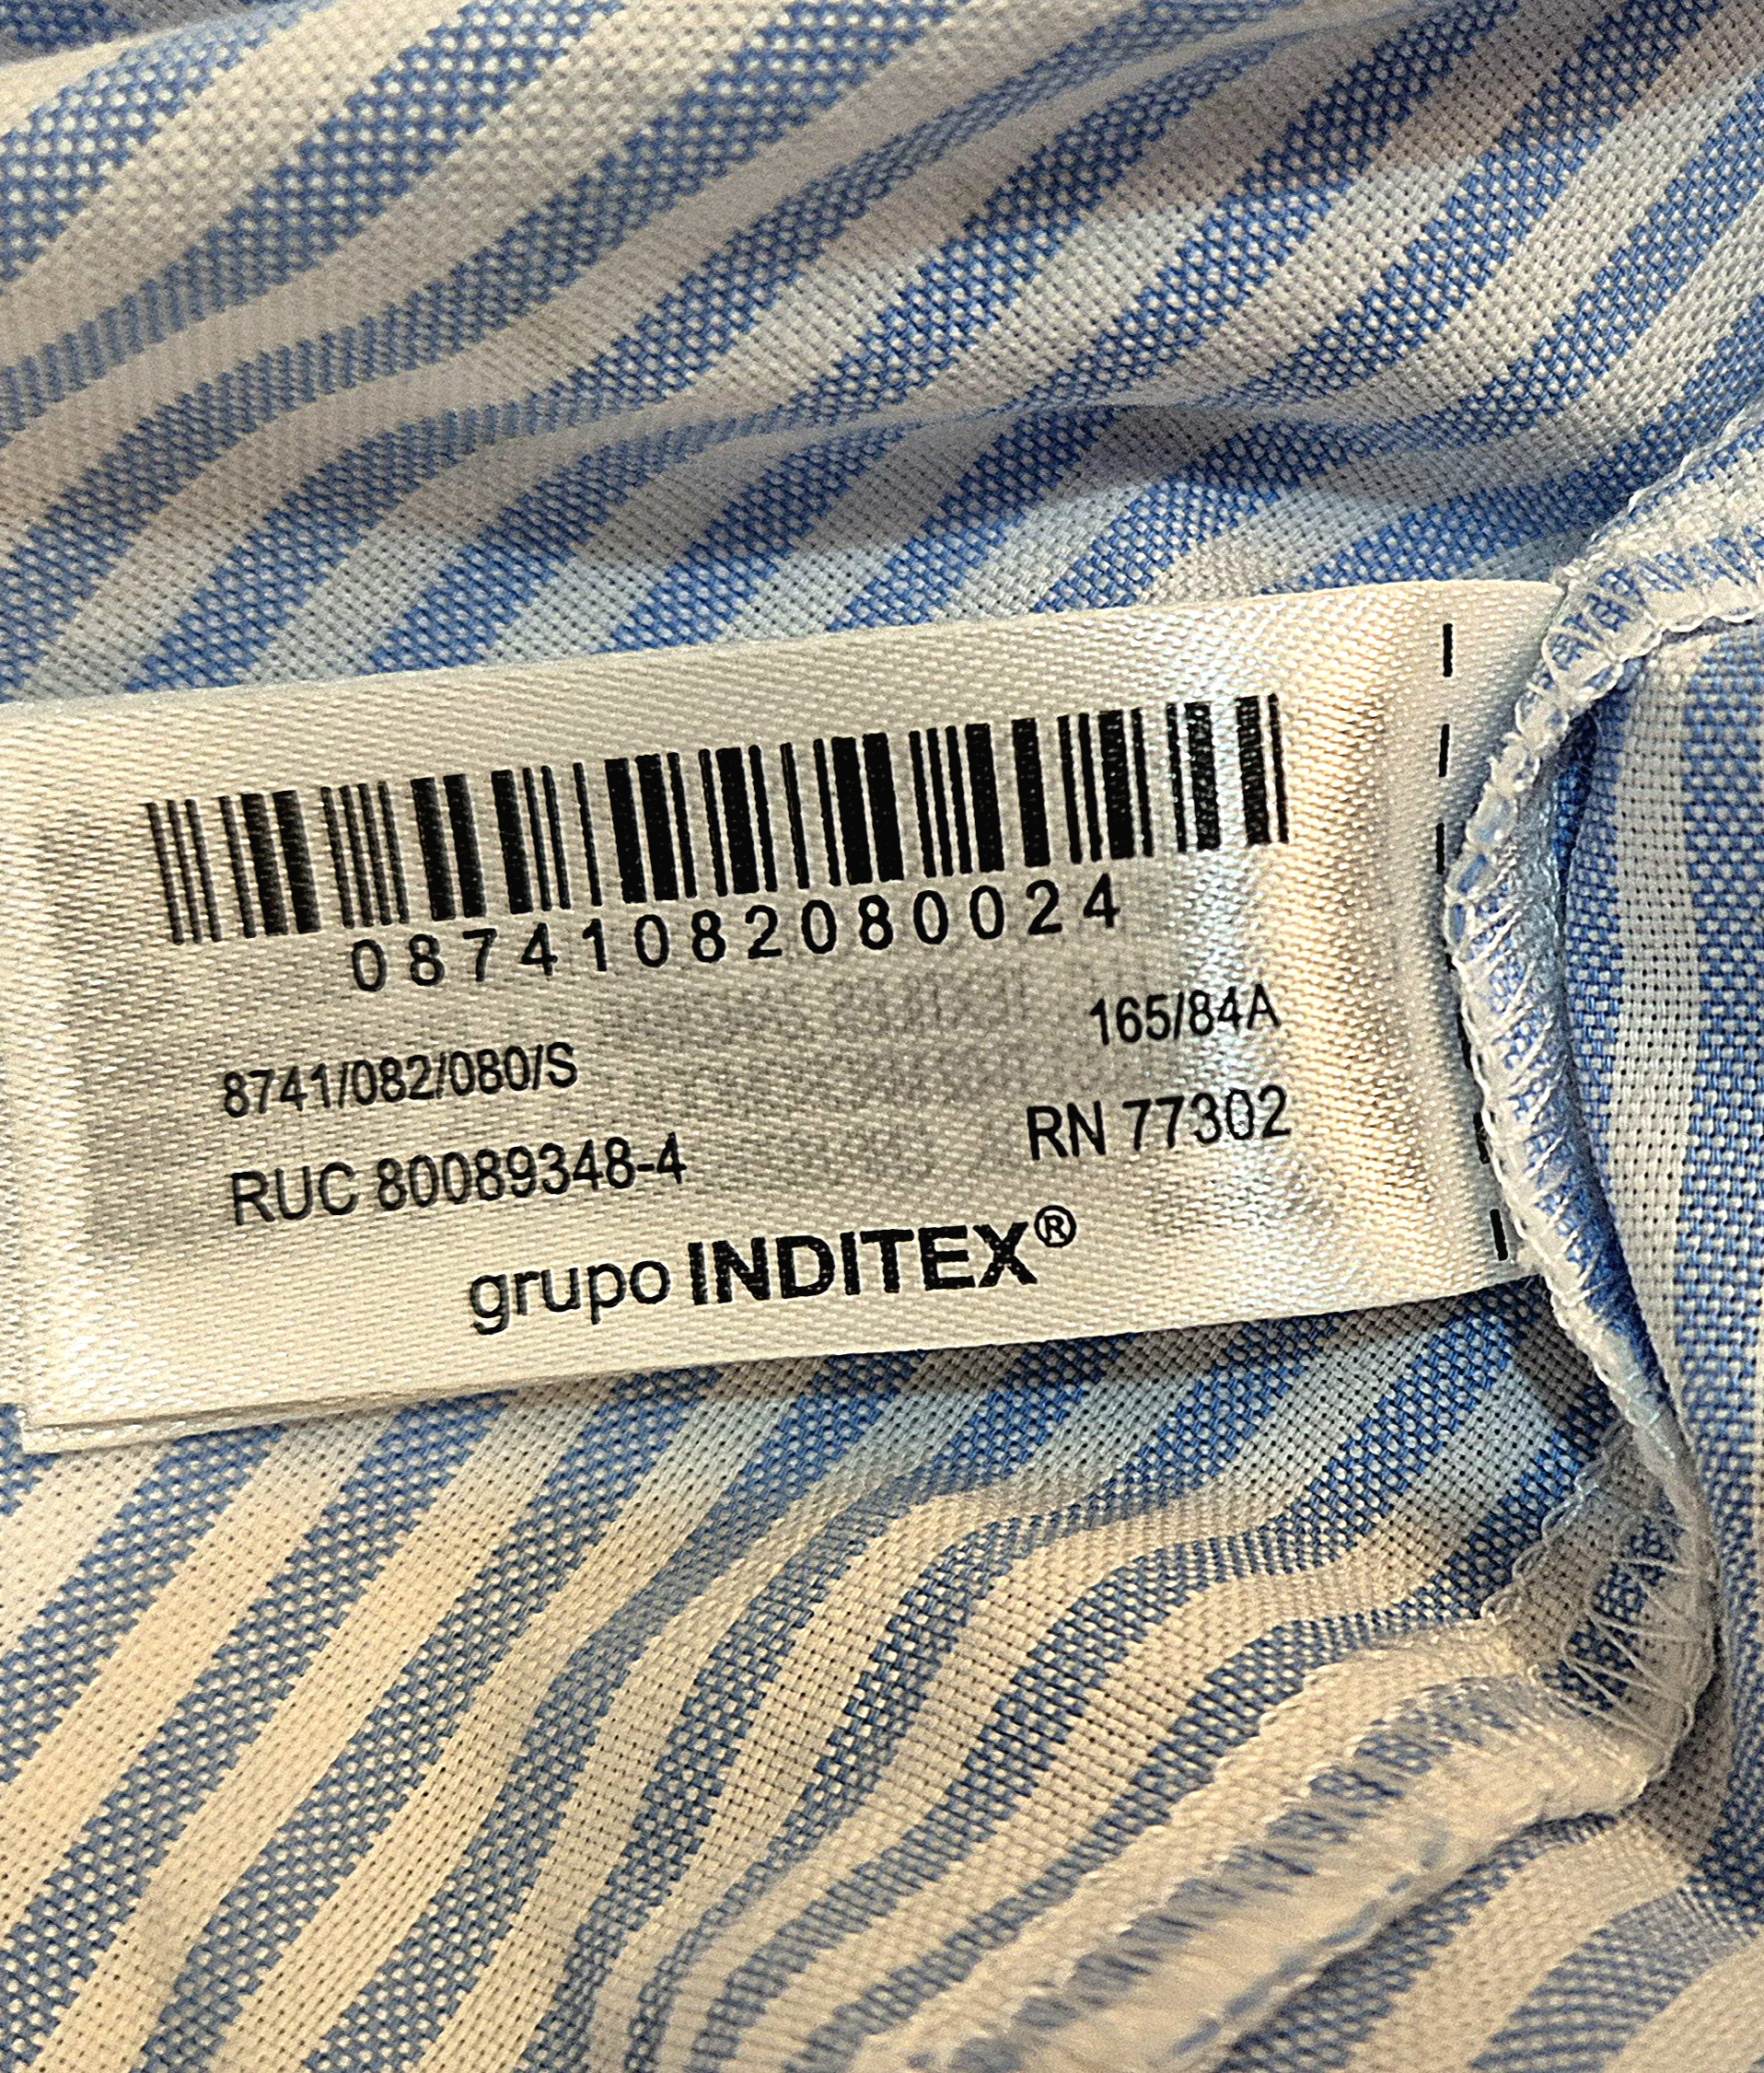 08741082080024
8741/082/080/S 165/84A
RUC 80089348-4 RN 77302
grupo INDITEX®